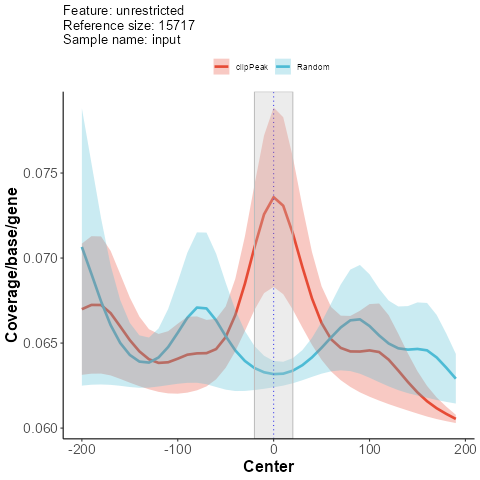 Feature: unrestricted
Reference size: 15717
Sample name: input
clipPeak Random
Coverage/base/gene
0.075
0.070
0.065
0.060
-200 -100 0 100 200
Center